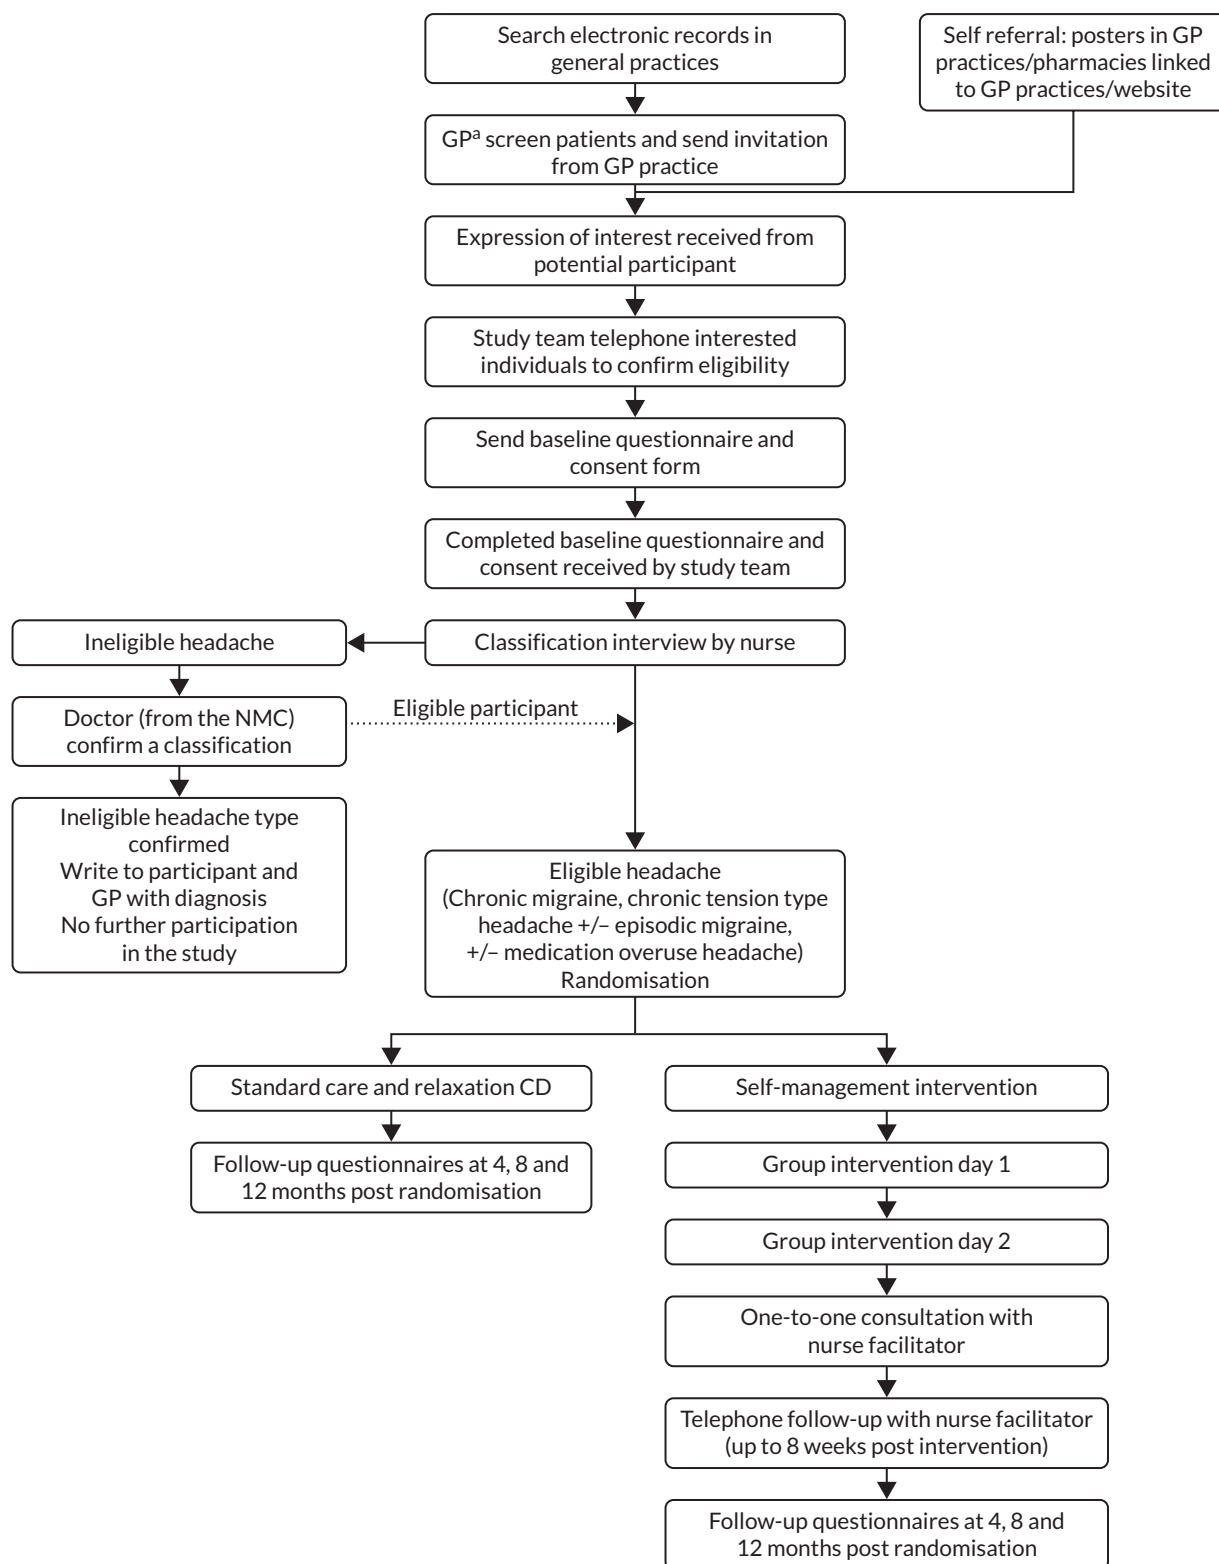 Search electronic records in
general practices
Self referral: posters in GP
practices/pharmacies linked
to GP practices/website
GPª screen patients and send invitation
from GP practice
Expression of interest received from
potential participant
Study team telephone interested
individuals to confirm eligibility
Send baseline questionnaire and
consent form
Completed baseline questionnaire and
consent received by study team
Classification interview by nurse
Ineligible headache
Doctor (from the NMC)
confirm a classification
Eligible participant
Ineligible headache type
confirmed
Write to participant and
GP with diagnosis
No further participation
in the study
Eligible headache
(Chronic migraine, chronic tension type
headache +/– episodic migraine,
+/– medication overuse headache)
Randomisation
Standard care and relaxation CD
Follow-up questionnaires at 4, 8 and
12 months post randomisation
Self-management intervention
Group intervention day 1
Group intervention day 2
One-to-one consultation with
nurse facilitator
Telephone follow-up with nurse facilitator
(up to 8 weeks post intervention)
Follow-up questionnaires at 4, 8 and
12 months post randomisation